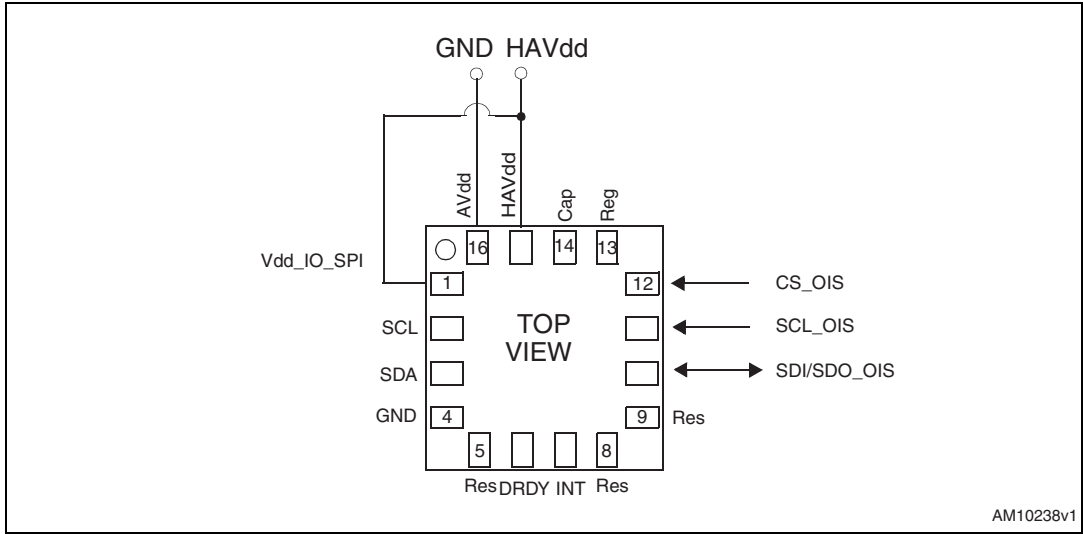 GND HAVdd
AVdd
HAVdd
Cap
Reg
16
14
13
Vdd_IO_SPI
1
12
CS_OIS
SCL
TOP
VIEW
SCL_OIS
SDA
SDI/SDO_OIS
GND
4
9
Res
5
8
Res
DRDY
INT
Res
AM10238v1